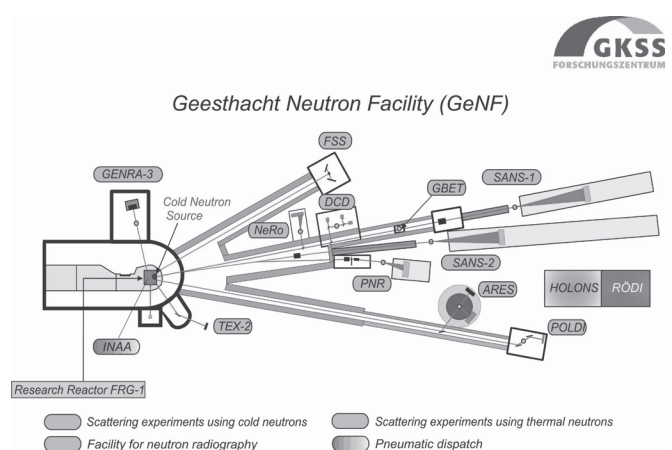 GKSS
FORSCHUNGSZENTRUM
Geesthacht Neutron Facility (GeNF)
FSS
GENRA-3
Cold Neutron
Source
NeRo
DCD
GBET
SANS-1
SANS-2
PNR
ARES
HOLONS
RÖDI
POLDI
TEX-2
INAA
Research Reactor FRG-1
Scattering experiments using cold neutrons
Scattering experiments using thermal neutrons
Facility for neutron radiography
Pneumatic dispatch